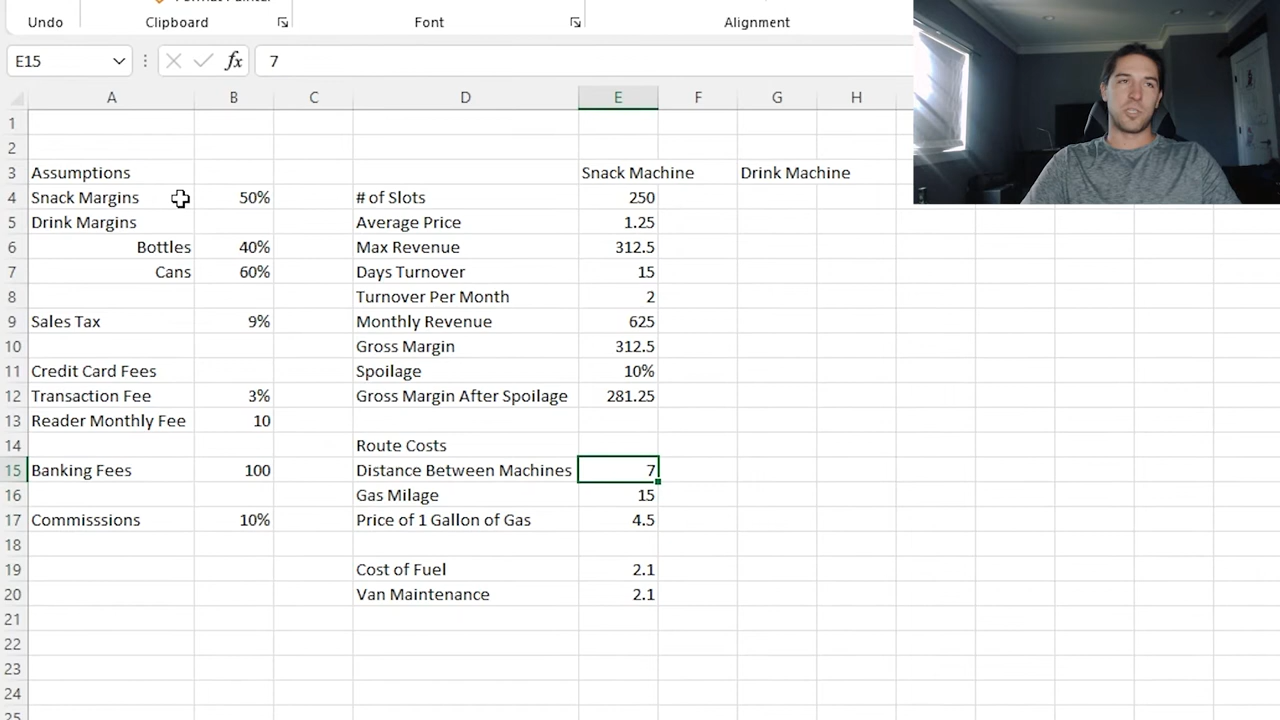 Undo Clipboard Font Alignment
E15 fx 7
A B C D E F G H
1
2
3 Assumptions Snack Machine Drink Machine
4 Snack Margins 50% # of Slots 250
5 Drink Margins Average Price 1.25
6 Bottles 40% Max Revenue 312.5
7 Cans 60% Days Turnover 15
8 Turnover Per Month 2
9 Sales Tax 9% Monthly Revenue 625
10 Gross Margin 312.5
11 Credit Card Fees Spoilage 10%
12 Transaction Fee 3% Gross Margin After Spoilage 281.25
13 Reader Monthly Fee 10
14 Route Costs
15 Banking Fees 100 Distance Between Machines 7
16 Gas Milage 15
17 Commisssions 10% Price of 1 Gallon of Gas 4.5
18
19 Cost of Fuel 2.1
20 Van Maintenance 2.1
21
22
23
24
25